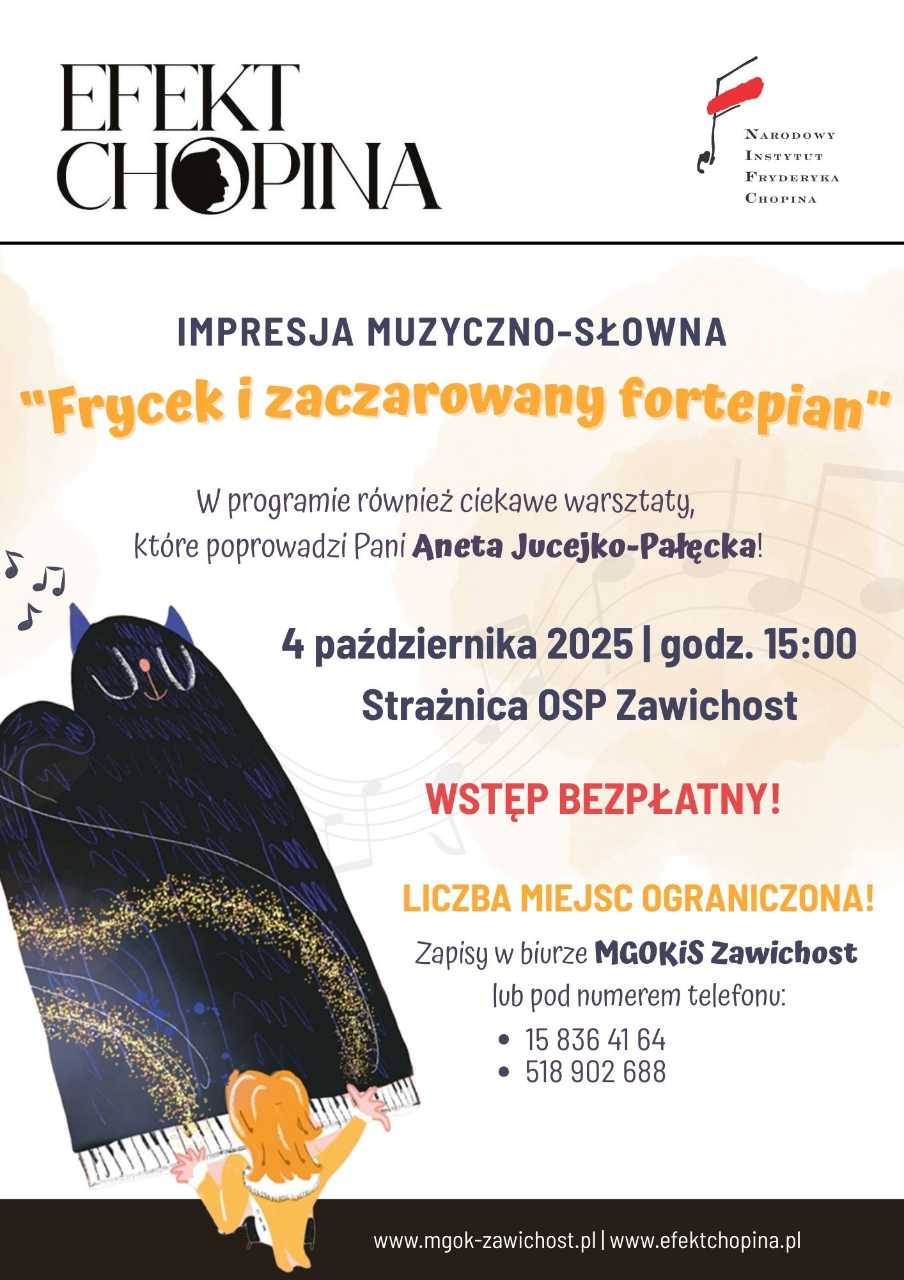 EFEKT
CHOPINA
NARODOWY
INSTYTUT
FRYDERYKA
CHOPINA
IMPRESJA MUZYCZNO-SŁOWNA
"Frycek i zaczarowany fortepian"
W programie również ciekawe warsztaty,
które poprowadzi Pani Aneta Jucejko-Pałęcka!
4 października 2025 | godz. 15:00
Strażnica OSP Zawichost
WSTĘP BEZPŁATNY!
LICZBA MIEJSC OGRANICZONA!
Zapisy w biurze MGOKiS Zawichost
lub pod numerem telefonu:
• 15 836 41 64
• 518 902 688
www.mgok-zawichost.pl | www.efektchopina.pl